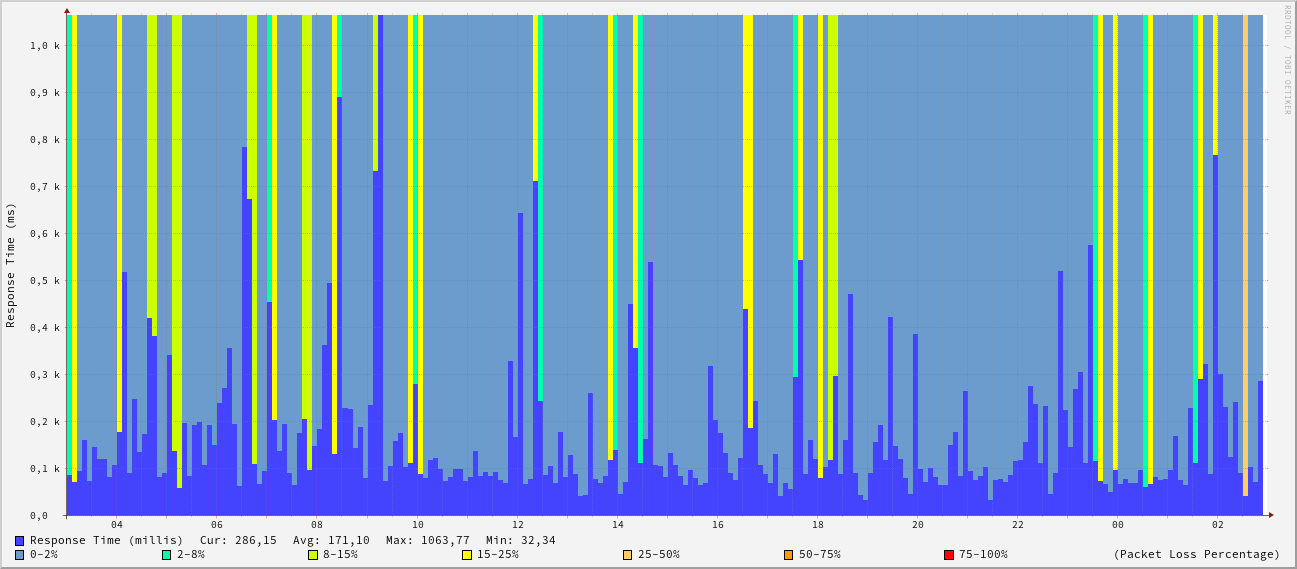 RRDTOOL / TOBI OETIKER
Response Time (ms)
1,0 k
0,9 k
0,8 k
0,7 k
0,6 k
0,5 k
0,4 k
0,3 k
0,2 k
0,1 k
0,0
04 06 08 10 12 14 16 18 20 22 00 02
Response Time (millis) Cur: 286,15 Avg: 171,10 Max: 1063,77 Min: 32,34
0-2% 2-8% 8-15% 15-25% 25-50% 50-75% 75-100% (Packet Loss Percentage)